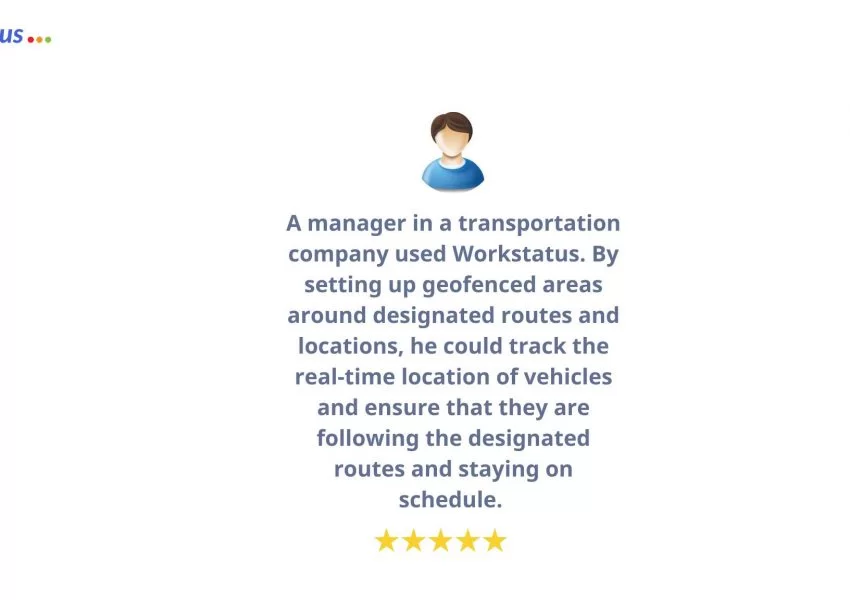 us
A manager in a transportation
company used Workstatus. By
setting up geofenced areas
around designated routes and
locations, he could track the
real-time location of vehicles
and ensure that they are
following the designated
routes and staying on
schedule.